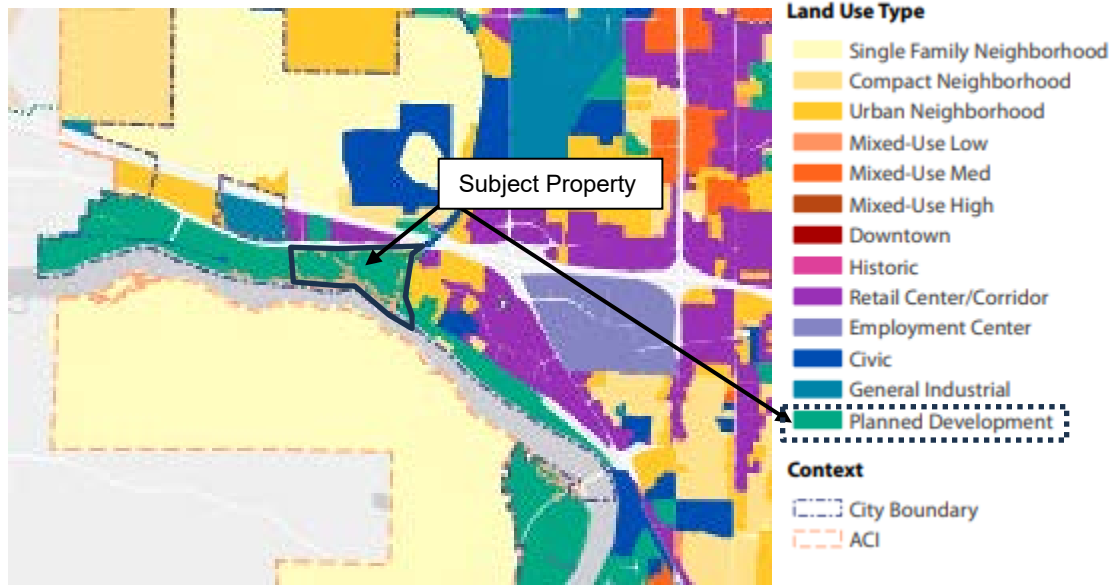 Subject Property
Land Use Type
Single Family Neighborhood
Compact Neighborhood
Urban Neighborhood
Mixed-Use Low
Mixed-Use Med
Mixed-Use High
Downtown
Historic
Retail Center/Corridor
Employment Center
Civic
General Industrial
Planned Development
Context
City Boundary
ACI